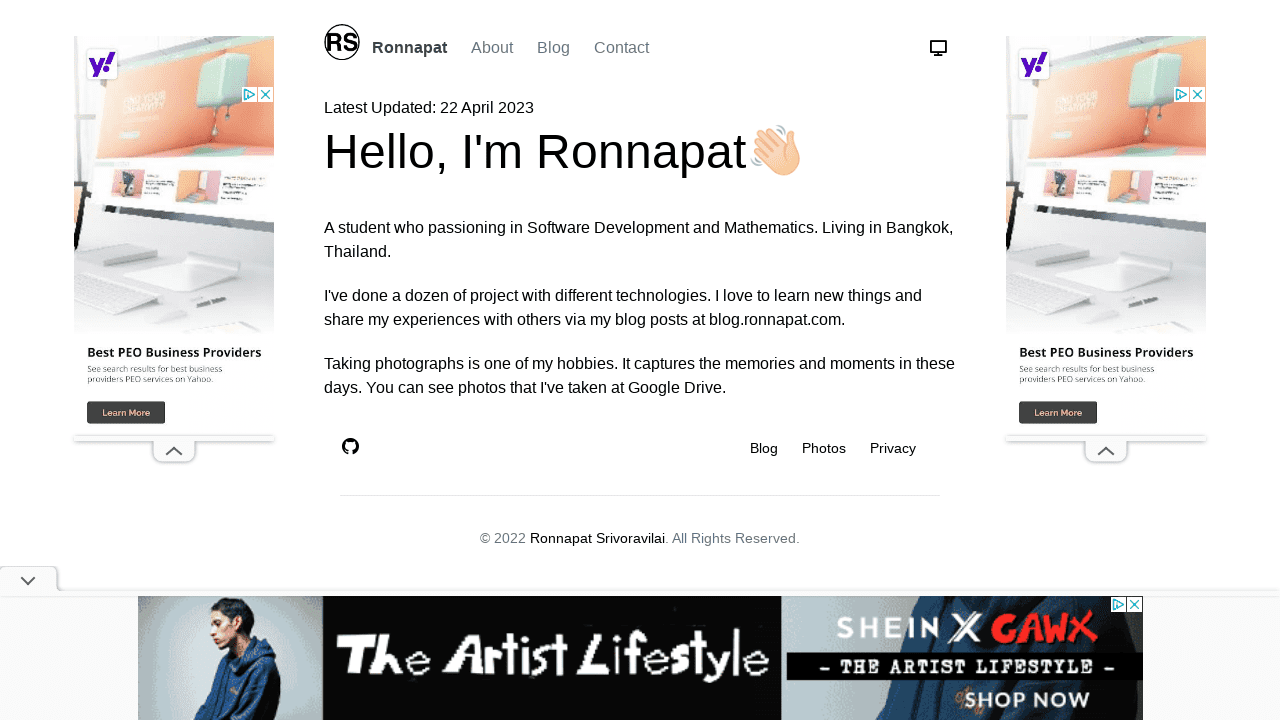 RS
Ronnapat
About
Blog
Contact
Latest Updated: 22 April 2023
Hello, I'm Ronnapat
A student who passioning in Software Development and Mathematics. Living in Bangkok,
Thailand.
I've done a dozen of project with different technologies. I love to learn new things and
share my experiences with others via my blog posts at blog.ronnapat.com.
Taking photographs is one of my hobbies. It captures the memories and moments in these
days. You can see photos that I've taken at Google Drive.
Blog
Photos
Privacy
© 2022 Ronnapat Srivoravilai. All Rights Reserved.
y!
FIND YOUR
CREATIVITY
Best PEO Business Providers
See search results for best business
providers PEO services on Yahoo.
Learn More
y!
FIND YOUR
CREATIVITY
Best PEO Business Providers
See search results for best business
providers PEO services on Yahoo.
Learn More
The Artist Lifestyle
SHEIN X GAWX
- THE ARTIST LIFESTYLE -
SHOP NOW